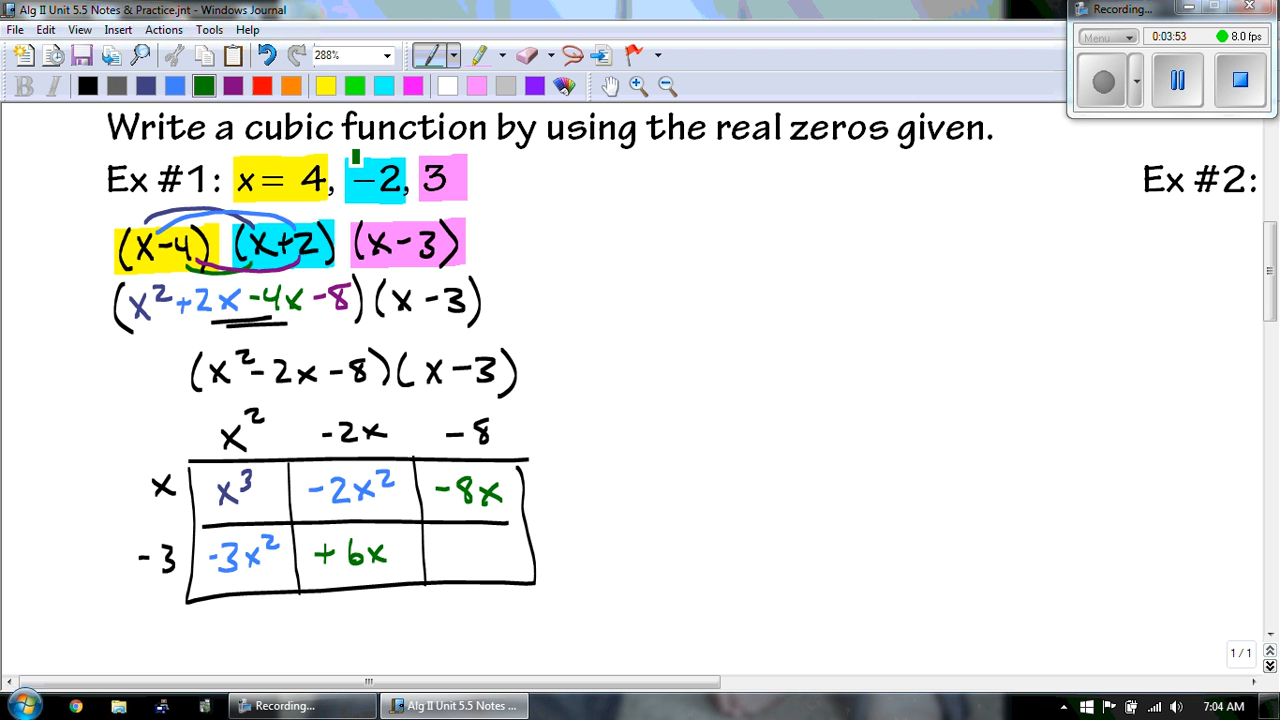 Alg II Unit 5.5 Notes & Practice.jnt - Windows Journal
Recording...
File Edit View Insert Actions Tools Help
Menu
0:03:53
8.0 fps
288%
B I
Write a cubic function by using the real zeros given.
Ex #1: x = 4, -2, 3
Ex #2:
(x-4) (x+2) (x-3)
(x² +2x -4x -8)(x -3)
(x² -2x -8)(x -3)
x² -2x -8
x x³ -2x² -8x
-3 -3x² +6x
1 / 1
Recording...
Alg II Unit 5.5 Notes ...
7:04 AM